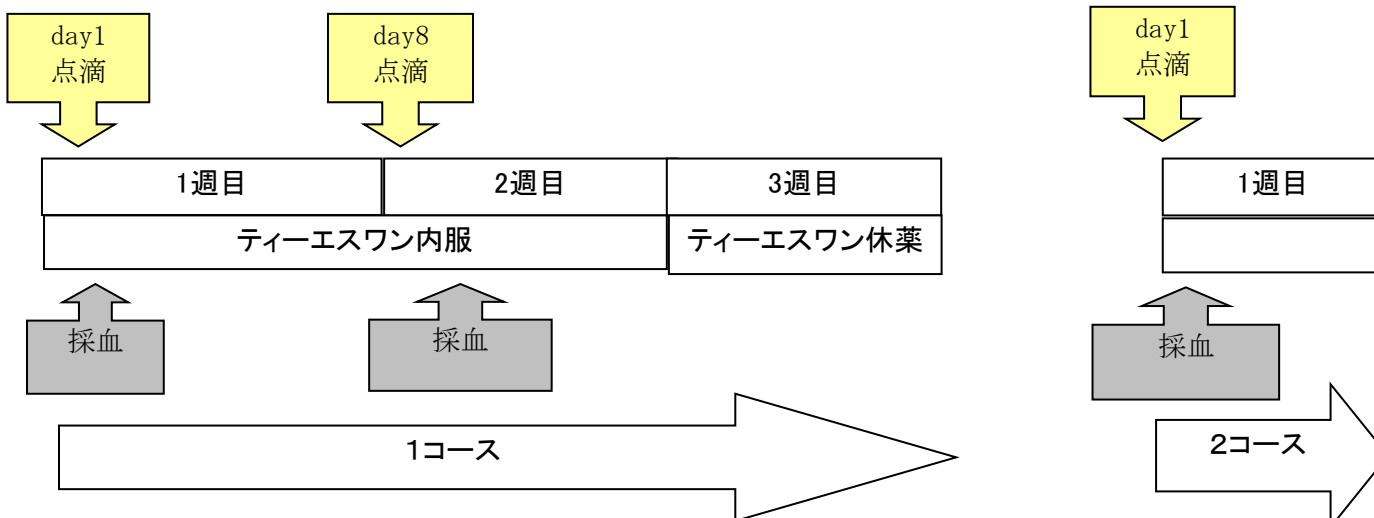 day1
点滴
day8
点滴
day1
点滴
1週目
2週目
3週目
1週目
ティーエスワン内服
ティーエスワン休薬
採血
採血
採血
1コース
2コース